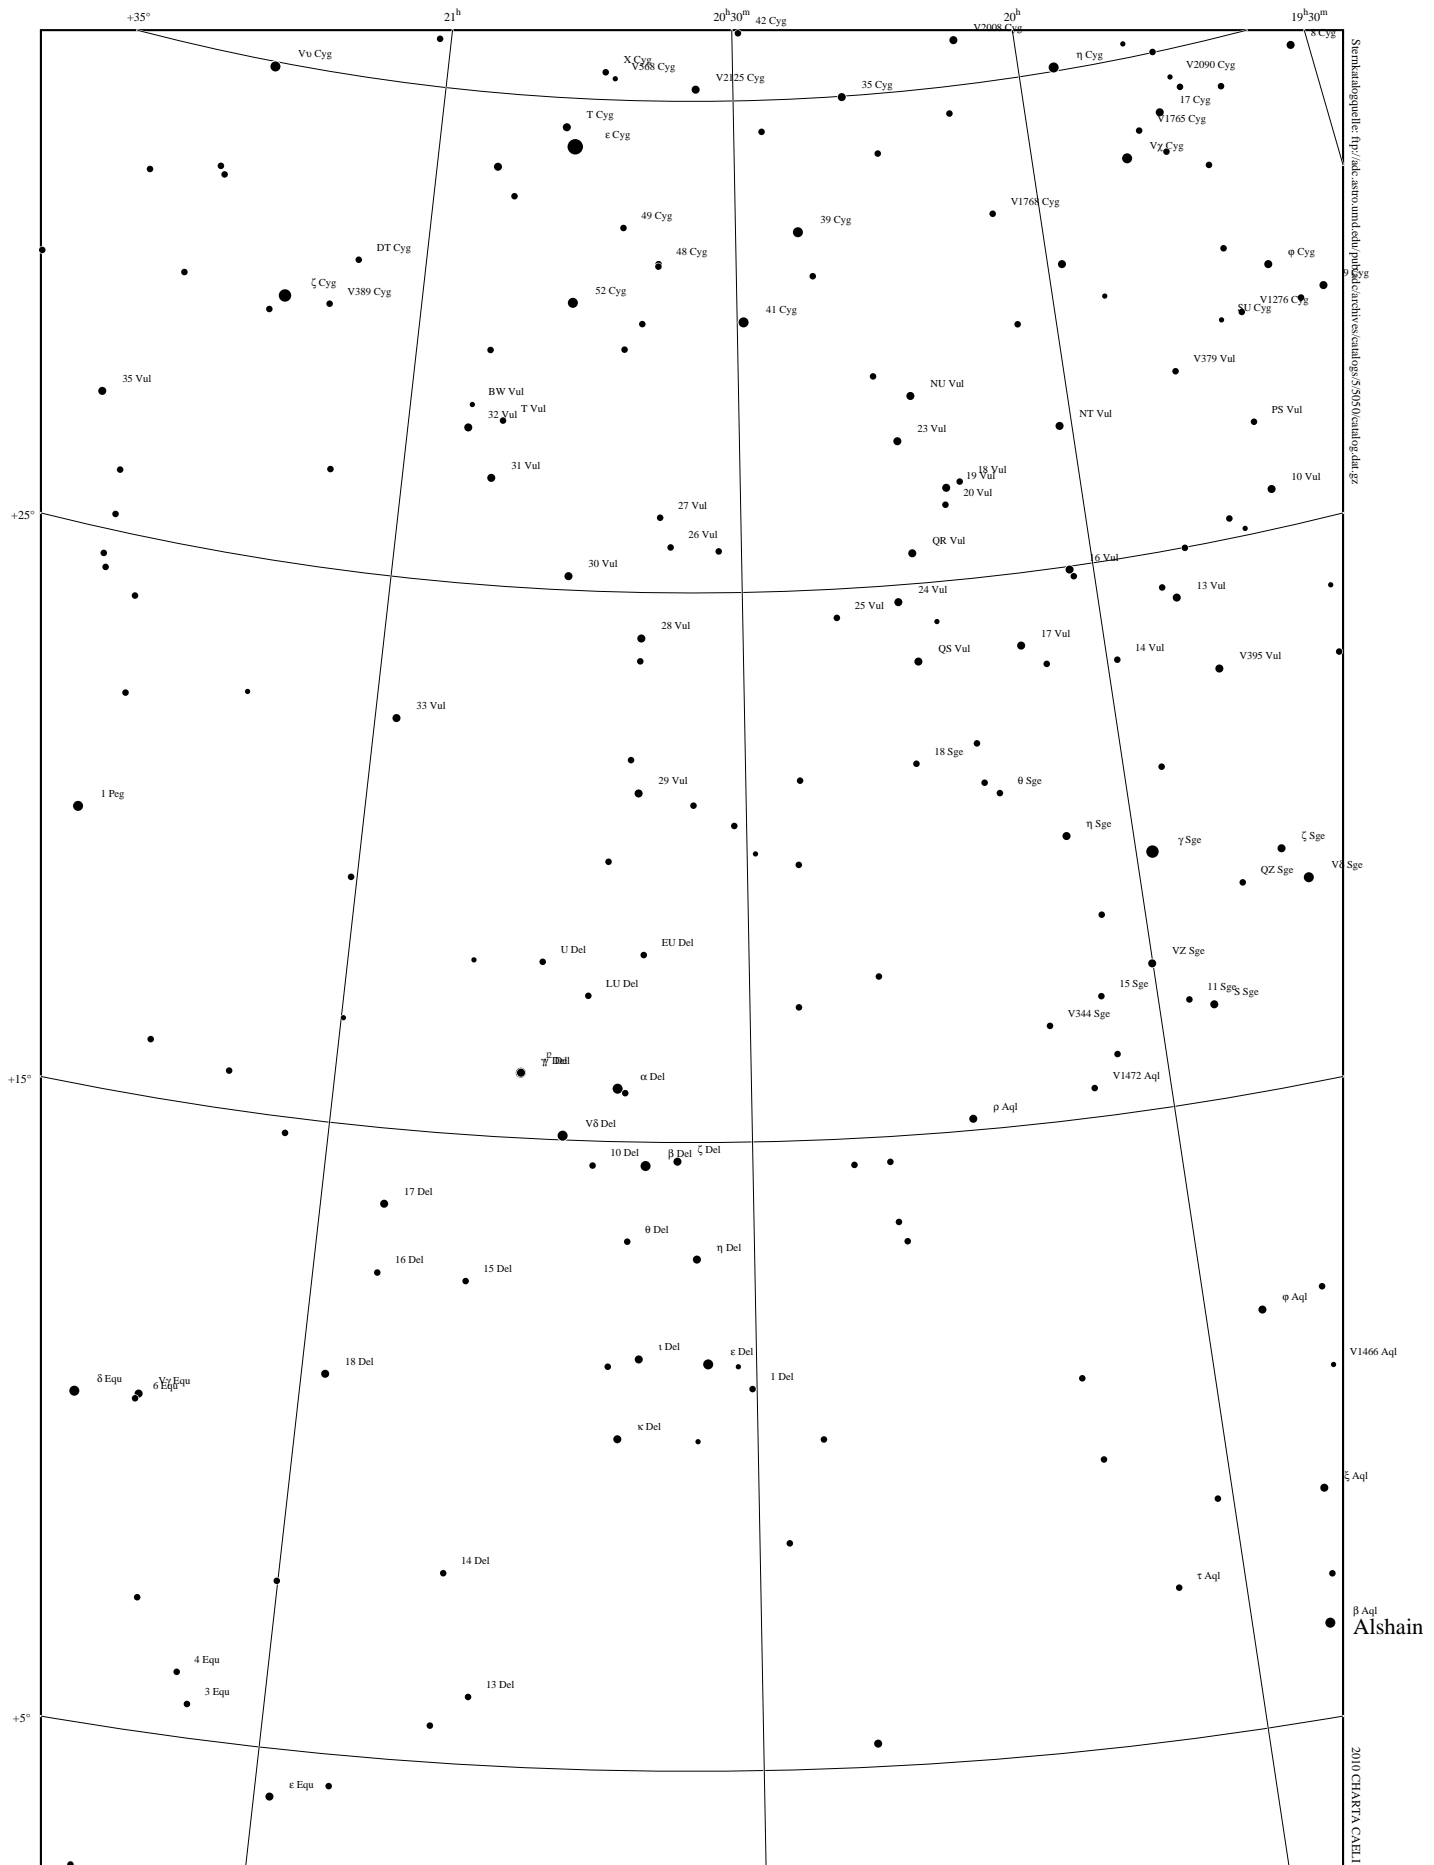 +35°
21h
20h30m
20h
19h30m
42 Cyg
V2008 Cyg
8 Cyg
Vυ Cyg
X Cyg
V568 Cyg
V2125 Cyg
35 Cyg
η Cyg
V2090 Cyg
17 Cyg
V1765 Cyg
Vχ Cyg
T Cyg
ε Cyg
49 Cyg
39 Cyg
V1768 Cyg
DT Cyg
48 Cyg
φ Cyg
9 Cyg
ζ Cyg
V389 Cyg
52 Cyg
41 Cyg
V1276 Cyg
SU Cyg
35 Vul
BW Vul
T Vul
32 Vul
NU Vul
V379 Vul
PS Vul
23 Vul
NT Vul
31 Vul
18 Vul
19 Vul
20 Vul
10 Vul
+25°
27 Vul
26 Vul
QR Vul
16 Vul
30 Vul
24 Vul
25 Vul
13 Vul
28 Vul
QS Vul
17 Vul
14 Vul
V395 Vul
33 Vul
18 Sge
θ Sge
29 Vul
1 Peg
η Sge
γ Sge
ζ Sge
QZ Sge
Vδ Sge
U Del
EU Del
VZ Sge
LU Del
15 Sge
11 Sge
S Sge
V344 Sge
α Del
V1472 Aql
+15°
ρ Aql
Vδ Del
10 Del
β Del
ζ Del
17 Del
θ Del
η Del
16 Del
15 Del
φ Aql
ι Del
ε Del
V1466 Aql
18 Del
1 Del
δ Equ
Vγ Equ
6 Equ
κ Del
ξ Aql
14 Del
τ Aql
β Aql
Alshain
4 Equ
3 Equ
13 Del
+5°
ε Equ
Sternkatalogquelle: ftp://adc.astro.umd.edu/pub/adc/archives/catalogs/5/5050/catalog.dat.gz
2010 CHARTA CAELI